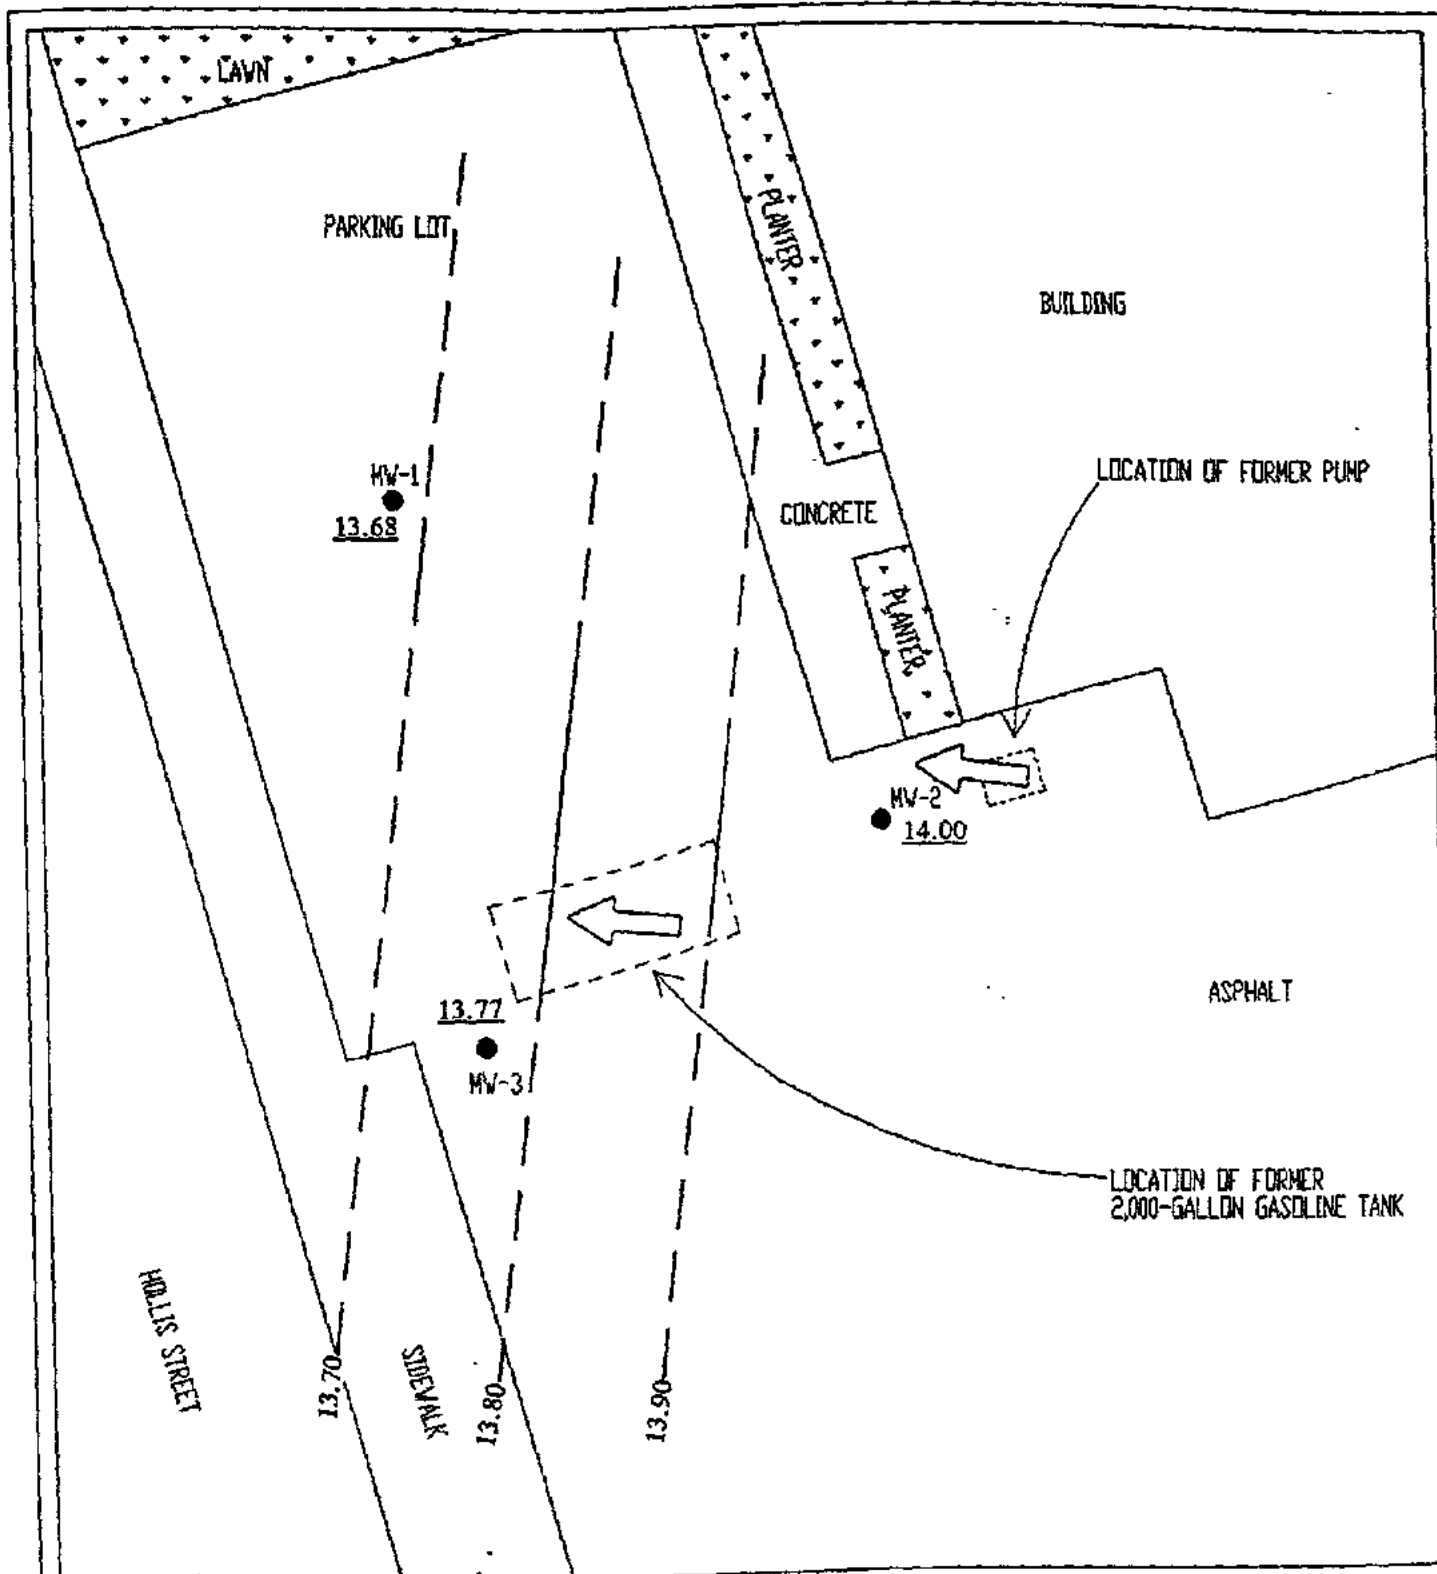 LAWN
PARKING LOT
PLANTER
BUILDING
MW-1
13.68
CONCRETE
LOCATION OF FORMER PUMP
PLANTER
MW-2
14.00
13.77
MW-3
ASPHALT
LOCATION OF FORMER
2,000-GALLON GASOLINE TANK
HOLLIS STREET
13.70
SIDEWALK
13.80
13.90